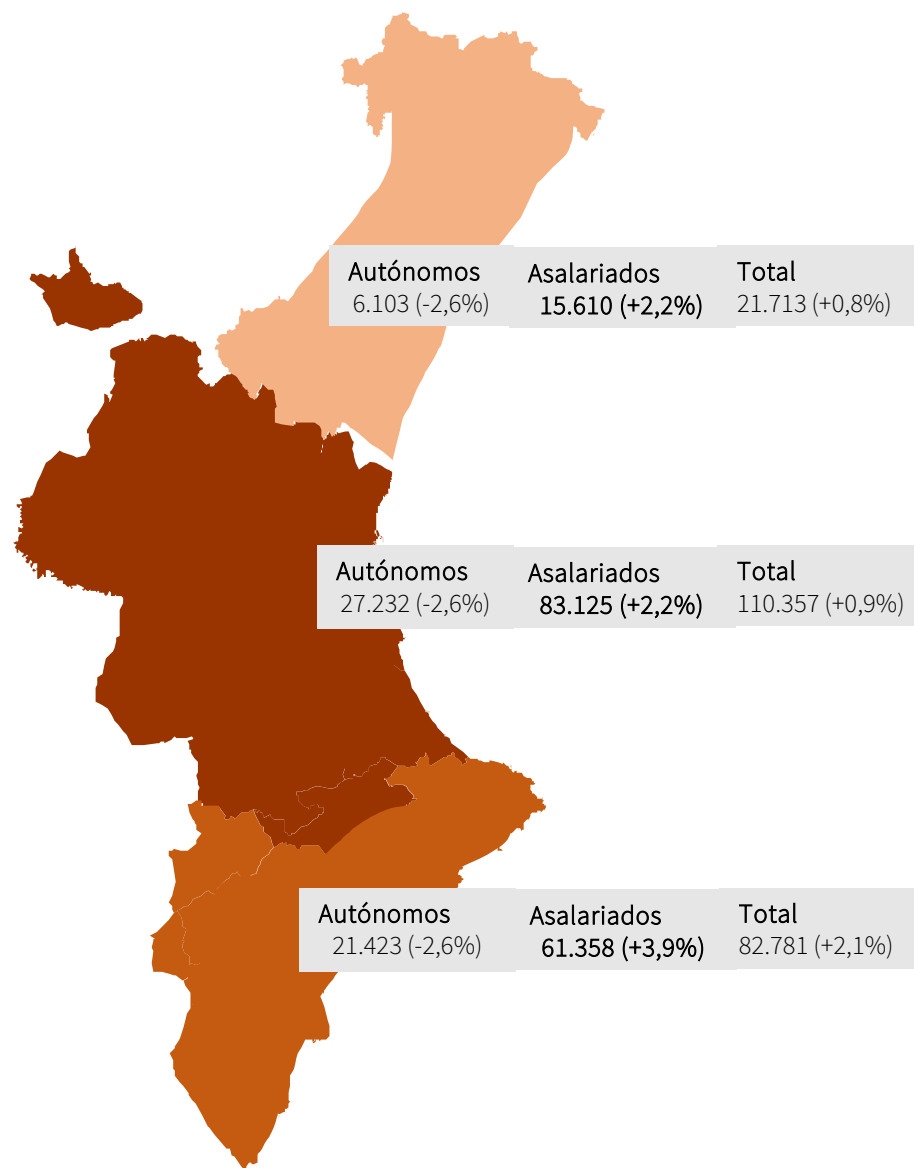 Autónomos
6.103 (-2,6%)
Asalariados
15.610 (+2,2%)
Total
21.713 (+0,8%)
Autónomos
27.232 (-2,6%)
Asalariados
83.125 (+2,2%)
Total
110.357 (+0,9%)
Autónomos
21.423 (-2,6%)
Asalariados
61.358 (+3,9%)
Total
82.781 (+2,1%)